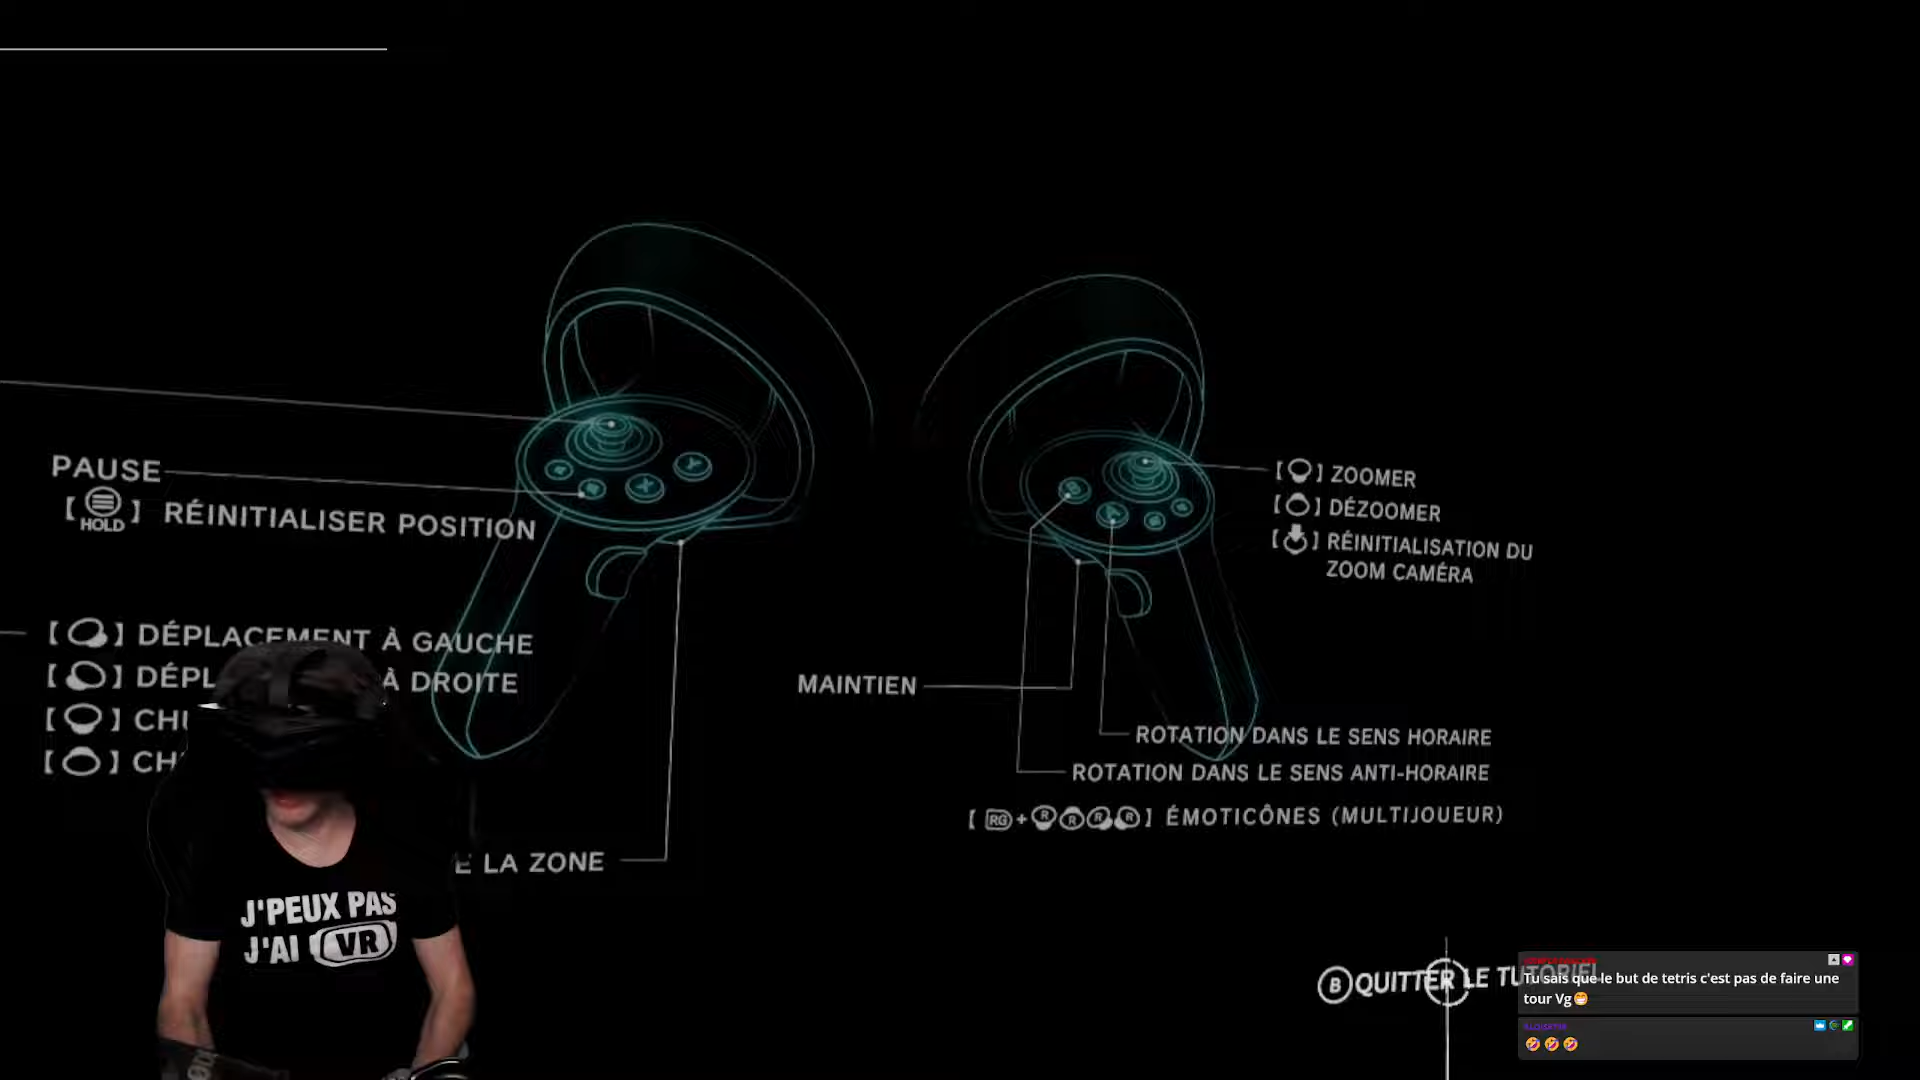 PAUSE
[HOLD] RÉINITIALISER POSITION
Y
X
B
A
[ ] ZOOMER
[ ] DÉZOOMER
[ ] RÉINITIALISATION DU
ZOOM CAMÉRA
[ ] DÉPLACEMENT À GAUCHE
[ ] DÉPL À DROITE
[ ] CHU
[ ] CH
MAINTIEN
ROTATION DANS LE SENS HORAIRE
ROTATION DANS LE SENS ANTI-HORAIRE
[ RG + R R R R ] ÉMOTICÔNES (MULTIJOUEUR)
E LA ZONE
J'PEUX PAS
J'AI VR
B QUITTER LE TUTORIEL
Tu sais que le but de tetris c'est pas de faire une
tour Vg😁
🤣 🤣 🤣